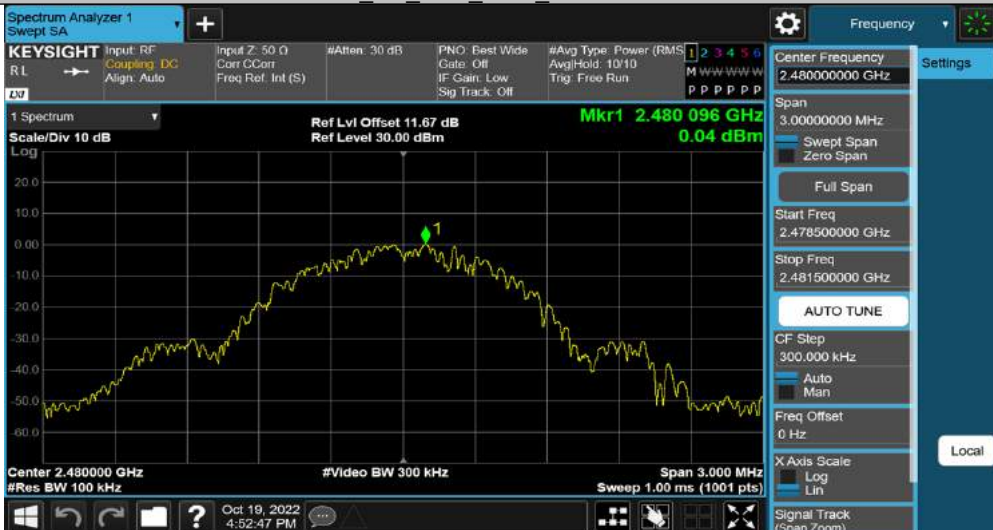 Spectrum Analyzer 1
Swept SA
Frequency
KEYSIGHT
RL
LXI
Input: RF
Coupling: DC
Align: Auto
Input Z: 50 Ω
Corr CCorr
Freq Ref: Int (S)
#Atten: 30 dB
PNO: Best Wide
Gate: Off
IF Gain: Low
Sig Track: Off
#Avg Type: Power (RMS
Avg|Hold: 10/10
Trig: Free Run
1 2 3 4 5 6
M W W W W W
P P P P P P
1 Spectrum
Scale/Div 10 dB
Log
Ref Lvl Offset 11.67 dB
Ref Level 30.00 dBm
Mkr1 2.480 096 GHz
0.04 dBm
1
20.0
10.0
0.00
-10.0
-20.0
-30.0
-40.0
-50.0
-60.0
Center 2.480000 GHz
#Res BW 100 kHz
#Video BW 300 kHz
Span 3.000 MHz
Sweep 1.00 ms (1001 pts)
Center Frequency
2.480000000 GHz
Span
3.00000000 MHz
Swept Span
Zero Span
Full Span
Start Freq
2.478500000 GHz
Stop Freq
2.481500000 GHz
AUTO TUNE
CF Step
300.000 kHz
Auto
Man
Freq Offset
0 Hz
X Axis Scale
Log
Lin
Signal Track
(Span Zoom)
Settings
Local
?
Oct 19, 2022
4:52:47 PM